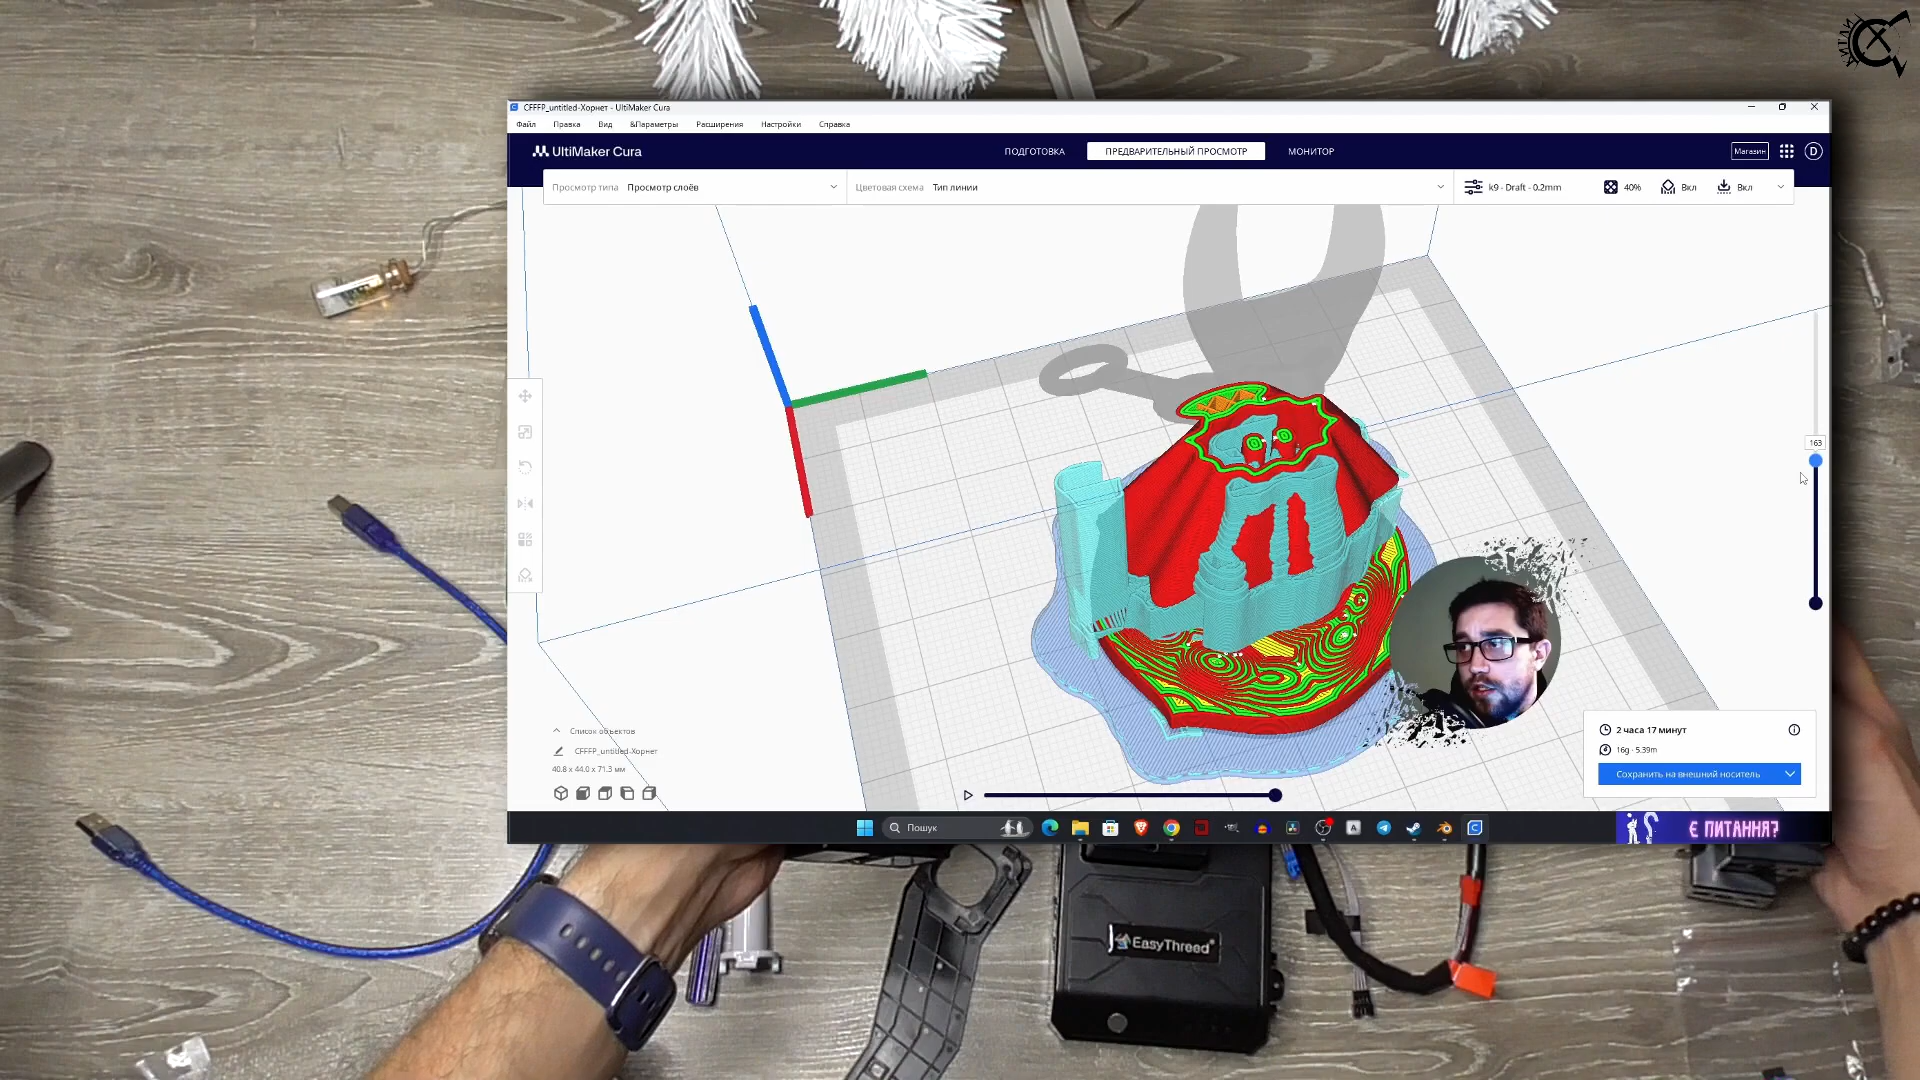 CFFFP_untitled-Хорнет - UltiMaker Cura
Файл Правка Вид &Параметры Расширения Настройки Справка
UltiMaker Cura
ПОДГОТОВКА ПРЕДВАРИТЕЛЬНЫЙ ПРОСМОТР МОНИТОР
Магазин D
Просмотр типа Просмотр слоёв Цветовая схема Тип линии
k9 - Draft - 0.2mm 40% Вкл Вкл
163
Список объектов
CFFFP_untitled-Хорнет
40.8 x 44.0 x 71.3 мм
2 часа 17 минут
16g · 5.39m
Сохранить на внешний носитель
Пошук
Є ПИТАННЯ?
EasyThreed